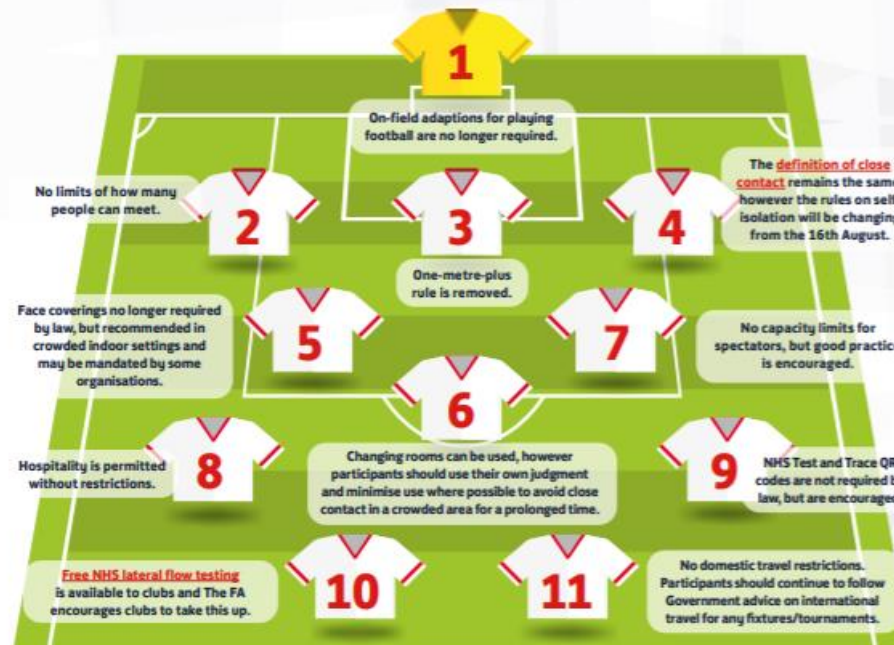 1
On-field adaptions for playing
football are no longer required.
No limits of how many
people can meet.
2
3
One-metre-plus
rule is removed.
4
The definition of close
contact remains the same
however the rules on self
isolation will be changing
from the 16th August.
Face coverings no longer required
by law, but recommended in
crowded indoor settings and
may be mandated by some
organisations.
5
7
No capacity limits for
spectators, but good practice
is encouraged.
6
Changing rooms can be used, however
participants should use their own judgment
and minimise use where possible to avoid close
contact in a crowded area for a prolonged time.
Hospitality is permitted
without restrictions.
8
9
NHS Test and Trace QR
codes are not required b
law, but are encouraged
Free NHS lateral flow testing
is available to clubs and The FA
encourages clubs to take this up.
10
11
No domestic travel restrictions.
Participants should continue to follow
Government advice on international
travel for any fixtures/tournaments.